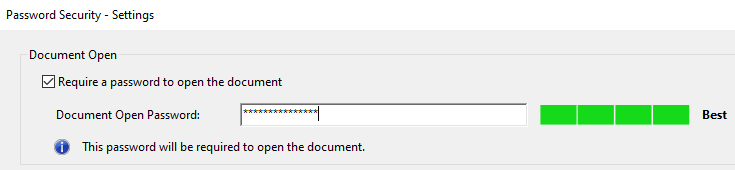 Password Security - Settings
Document Open
Require a password to open the document
Document Open Password: *************** Best
This password will be required to open the document.